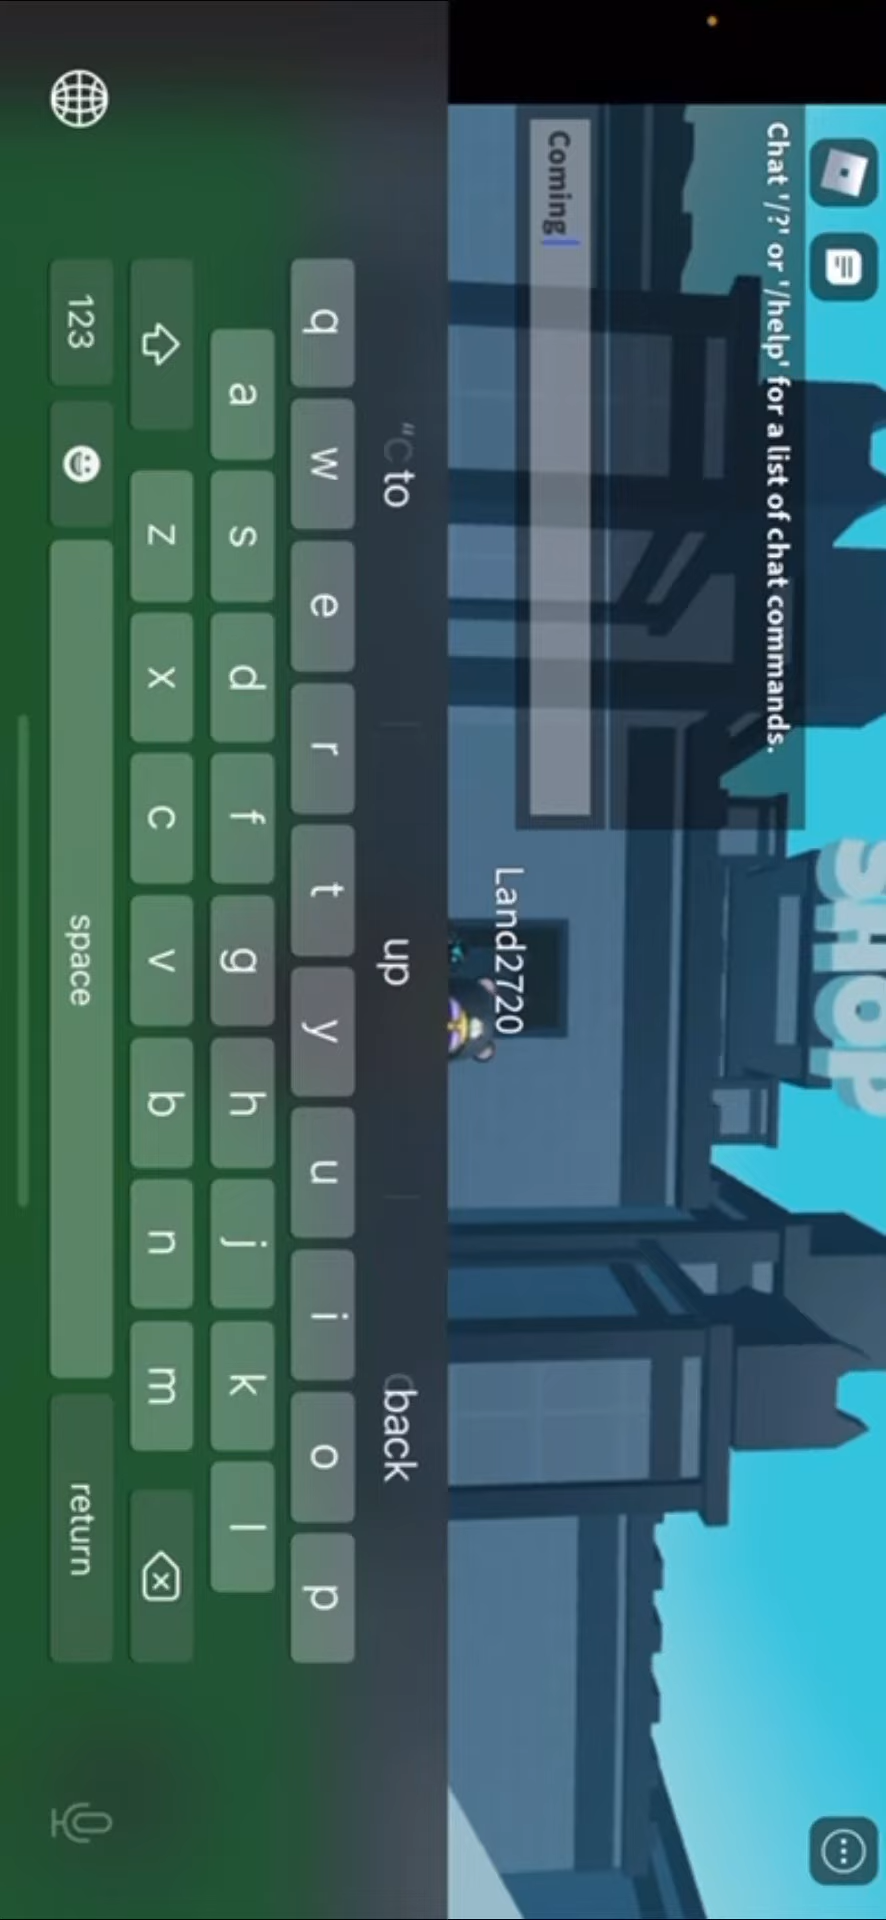 Chat '/?' or '/help' for a list of chat commands.
SHOP
Coming
Land2720
to
up
back
q w e r t y u i o p
a s d f g h j k l
z x c v b n m
123
space
return